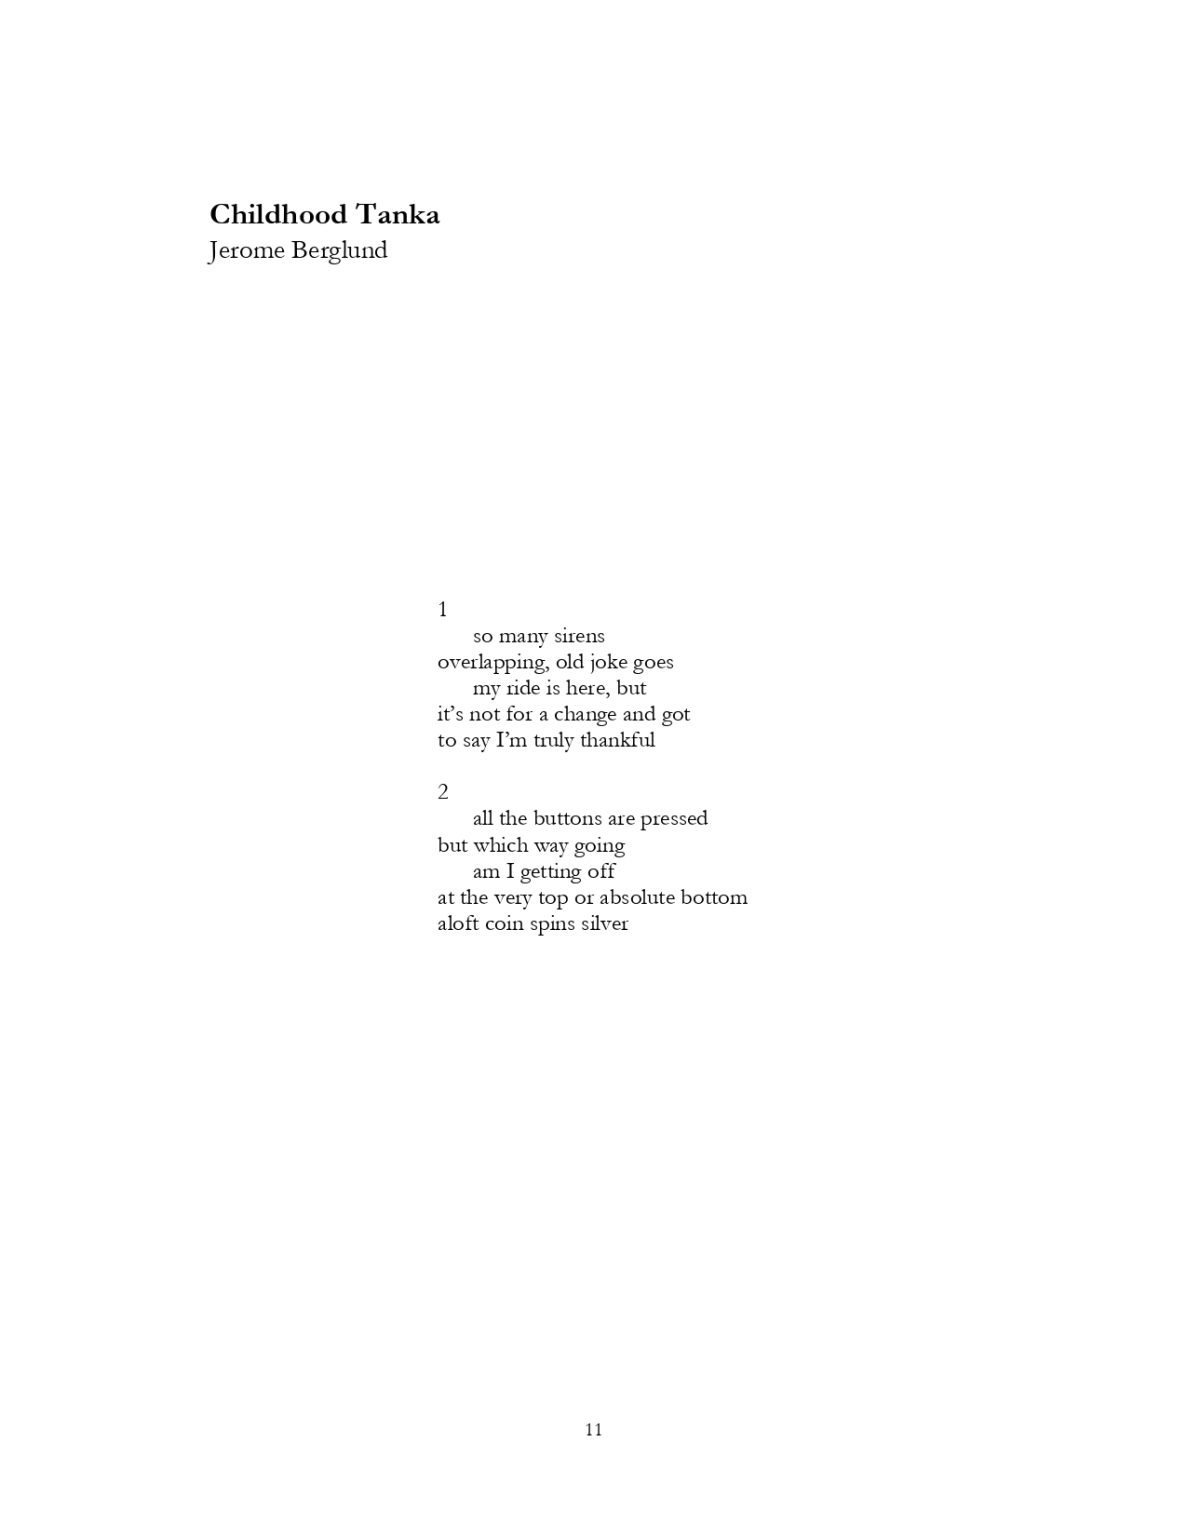 Childhood Tanka
Jerome Berglund
1
so many sirens
overlapping, old joke goes
my ride is here, but
it’s not for a change and got
to say I’m truly thankful
2
all the buttons are pressed
but which way going
am I getting off
at the very top or absolute bottom
aloft coin spins silver
11